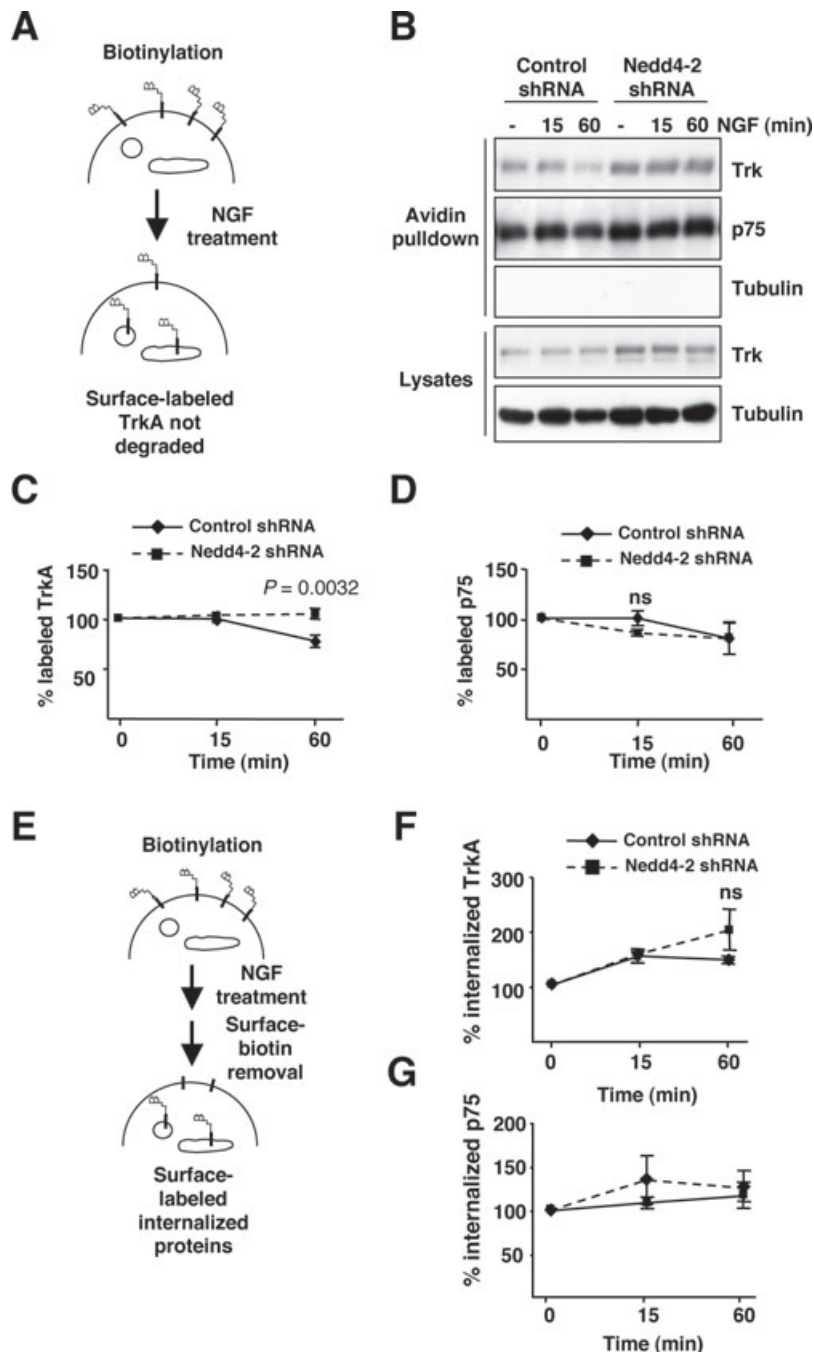 A
Biotinylation
NGF
treatment
Surface-labeled
TrkA not
degraded
B
Control
shRNA
Nedd4-2
shRNA
- 15 60 - 15 60 NGF (min)
Avidin
pulldown
Trk
p75
Tubulin
Lysates
Trk
Tubulin
C
Control shRNA
Nedd4-2 shRNA
% labeled TrkA
150
100
50
P = 0.0032
0 15 60
Time (min)
D
Control shRNA
Nedd4-2 shRNA
% labeled p75
150
100
50
ns
0 15 60
Time (min)
E
Biotinylation
NGF
treatment
Surface-
biotin
removal
Surface-
labeled
internalized
proteins
F
Control shRNA
Nedd4-2 shRNA
% internalized TrkA
300
200
100
ns
0 15 60
Time (min)
G
% internalized p75
200
150
100
50
0 15 60
Time (min)